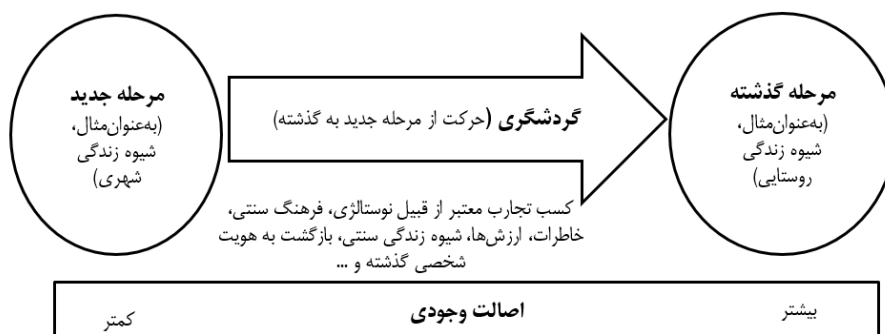 مرحله گذشته
(به‌عنوان‌مثال،
شیوه زندگی
روستایی)
گردشگری (حرکت از مرحله جدید به گذشته)
مرحله جدید
(به‌عنوان‌مثال،
شیوه زندگی
شهری)
کسب تجارب معتبر از قبیل نوستالژی، فرهنگ سنتی،
خاطرات، ارزش‌ها، شیوه زندگی سنتی، بازگشت به هویت
شخصی گذشته و ...
بیشتر
اصالت وجودی
کمتر